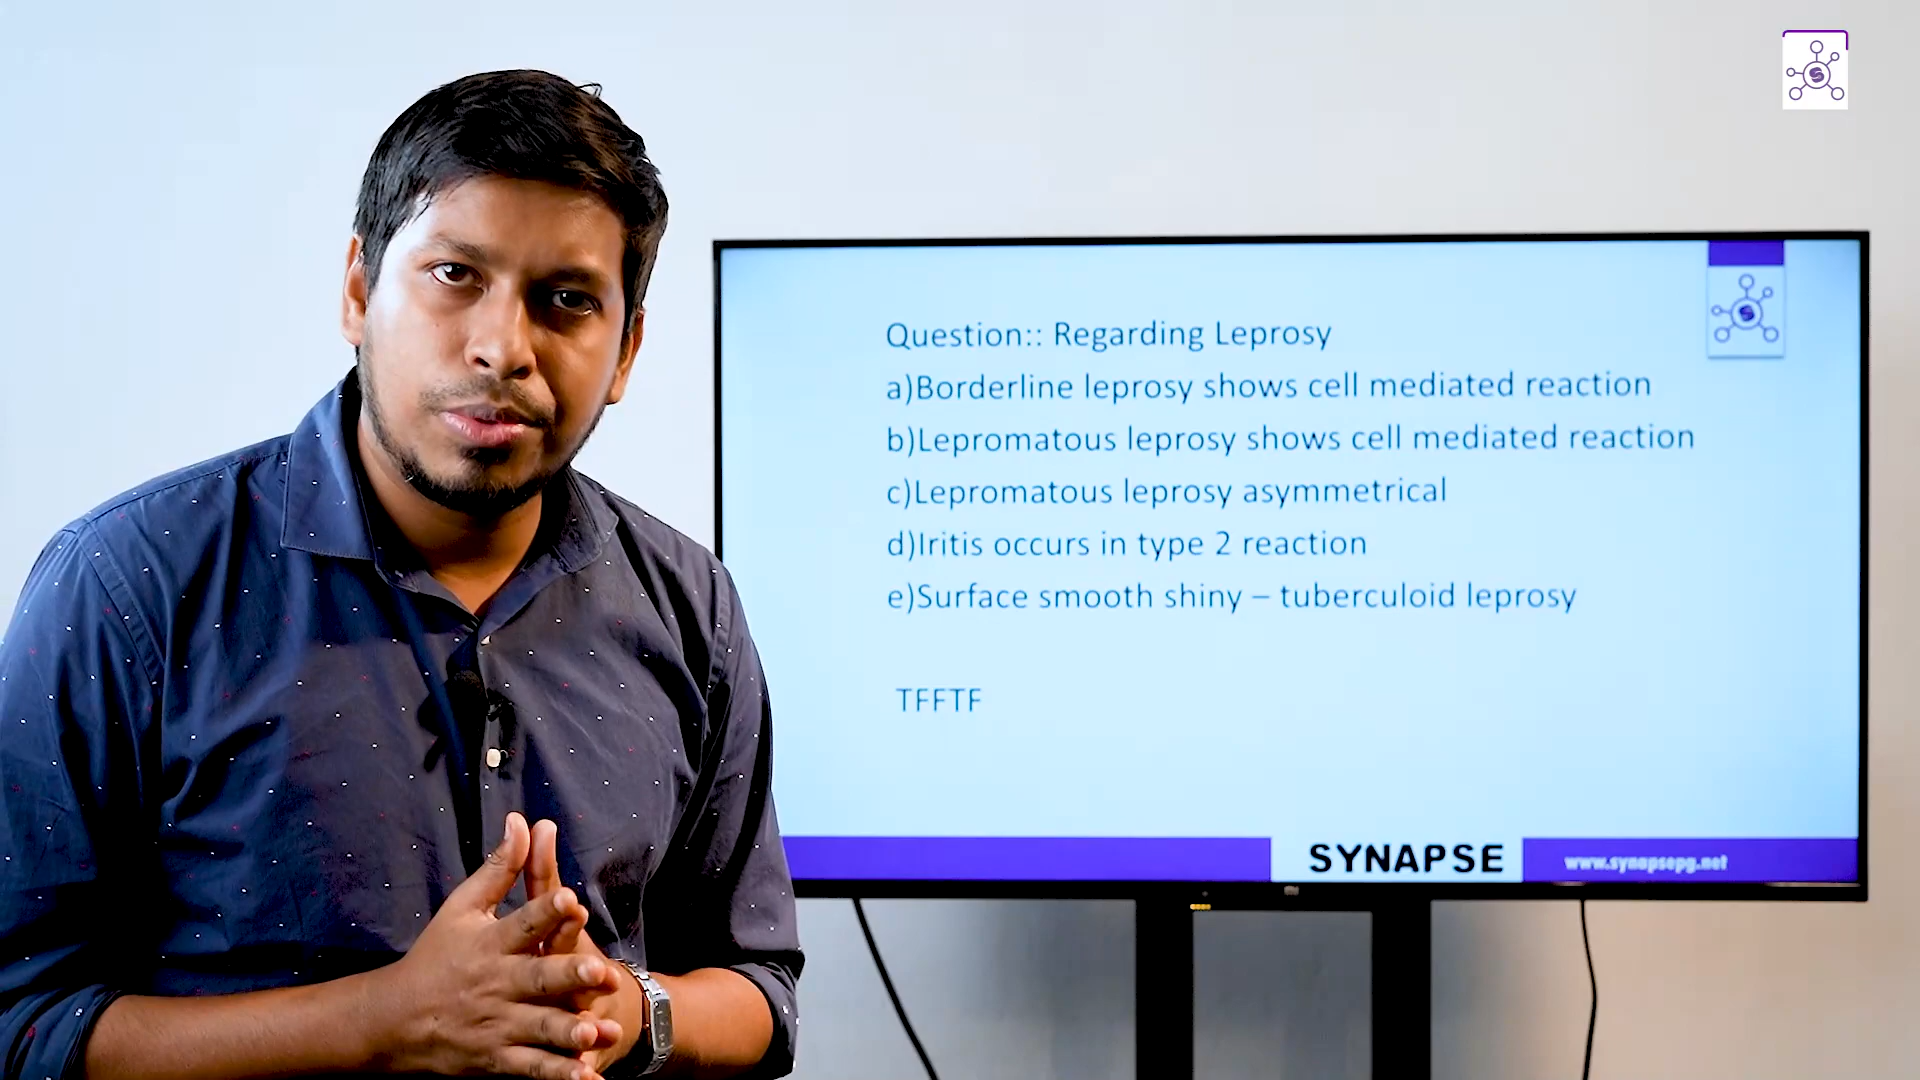 Question:: Regarding Leprosy
a)Borderline leprosy shows cell mediated reaction
b)Lepromatous leprosy shows cell mediated reaction
c)Lepromatous leprosy asymmetrical
d)Iritis occurs in type 2 reaction
e)Surface smooth shiny – tuberculoid leprosy
TFFTF
SYNAPSE
www.synapsepg.net